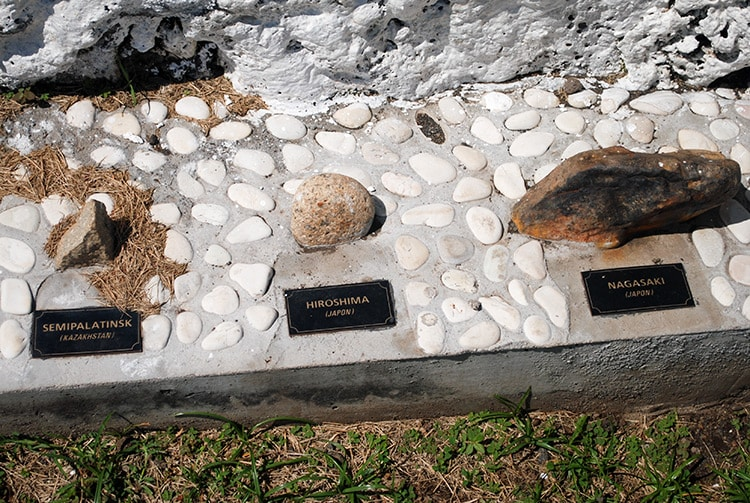 SEMIPALATINSK
(KAZAKHSTAN)
HIROSHIMA
(JAPON)
NAGASAKI
(JAPON)